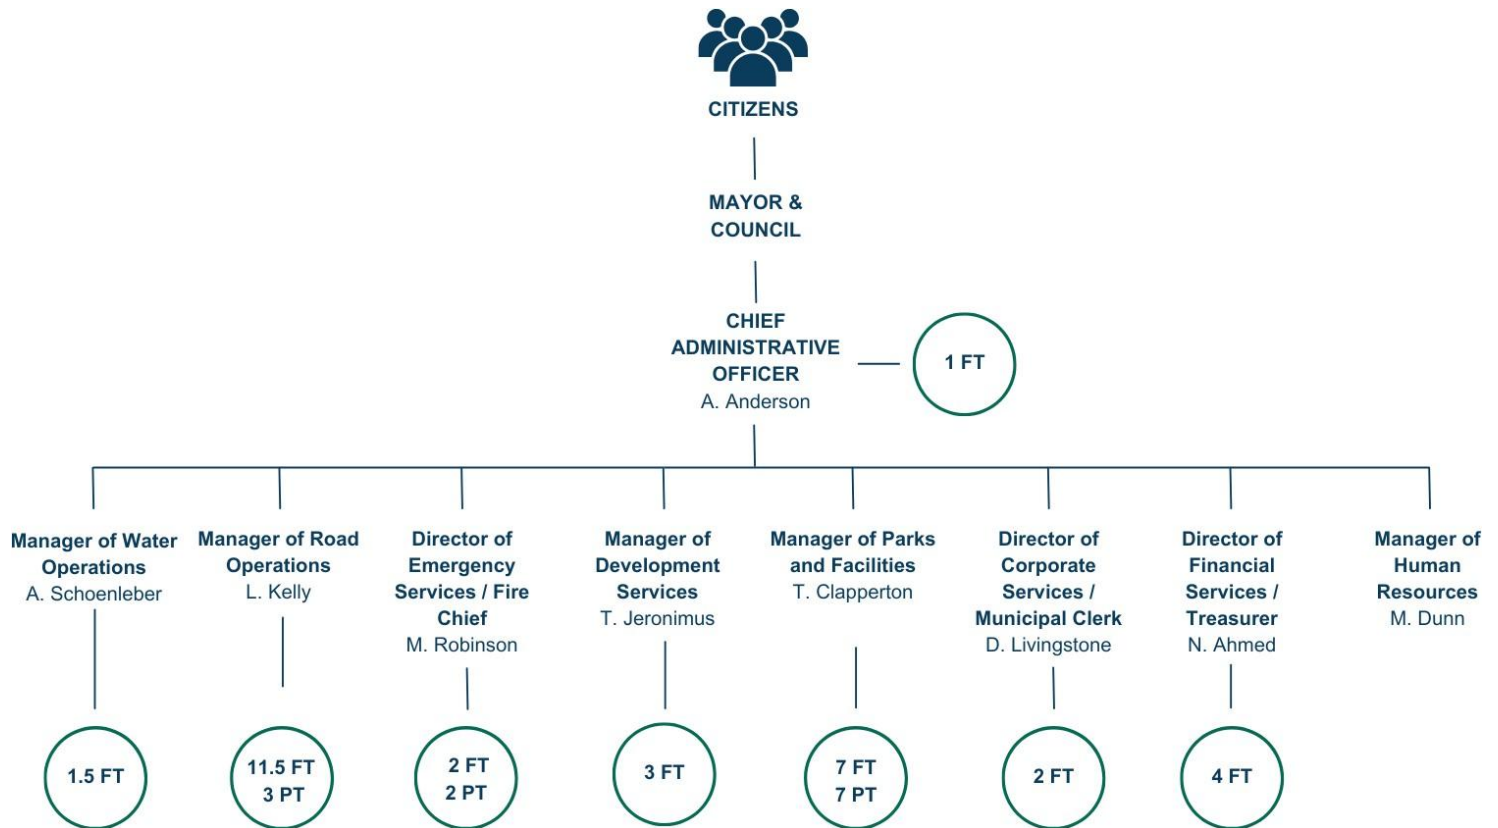 CITIZENS
MAYOR &
COUNCIL
CHIEF
ADMINISTRATIVE
OFFICER
A. Anderson
1 FT
Manager of Water
Operations
A. Schoenleber
Manager of Road
Operations
L. Kelly
Director of
Emergency
Services / Fire
Chief
M. Robinson
Manager of
Development
Services
T. Jeronimus
Manager of Parks
and Facilities
T. Clapperton
Director of
Corporate
Services /
Municipal Clerk
D. Livingstone
Director of
Financial
Services /
Treasurer
N. Ahmed
Manager of
Human
Resources
M. Dunn
1.5 FT
11.5 FT
3 PT
2 FT
2 PT
3 FT
7 FT
7 PT
2 FT
4 FT